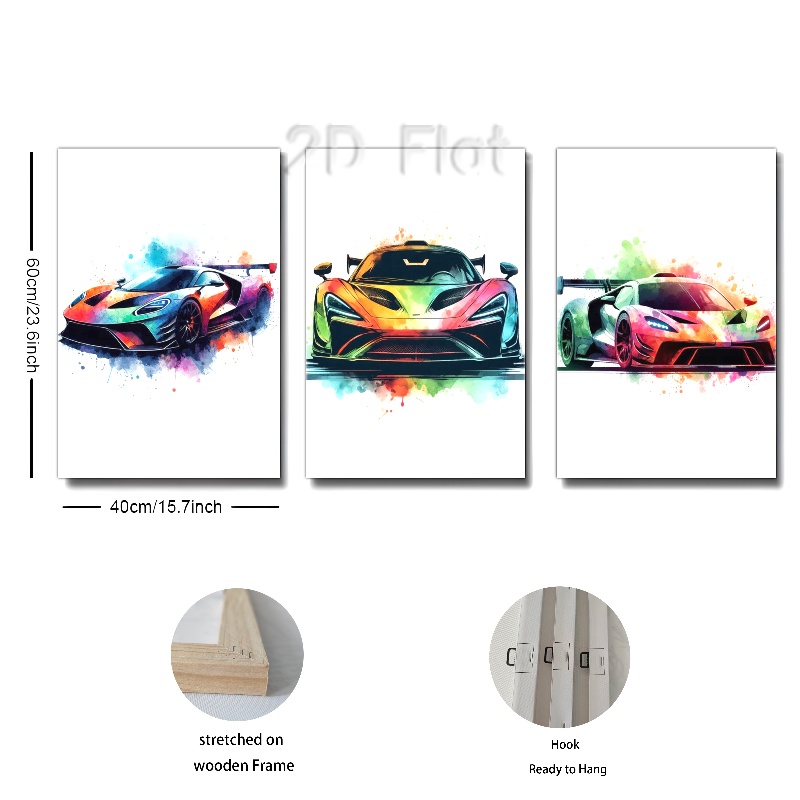 2D Flat
60cm/23.6inch
40cm/15.7inch
stretched on
wooden Frame
Hook
Ready to Hang